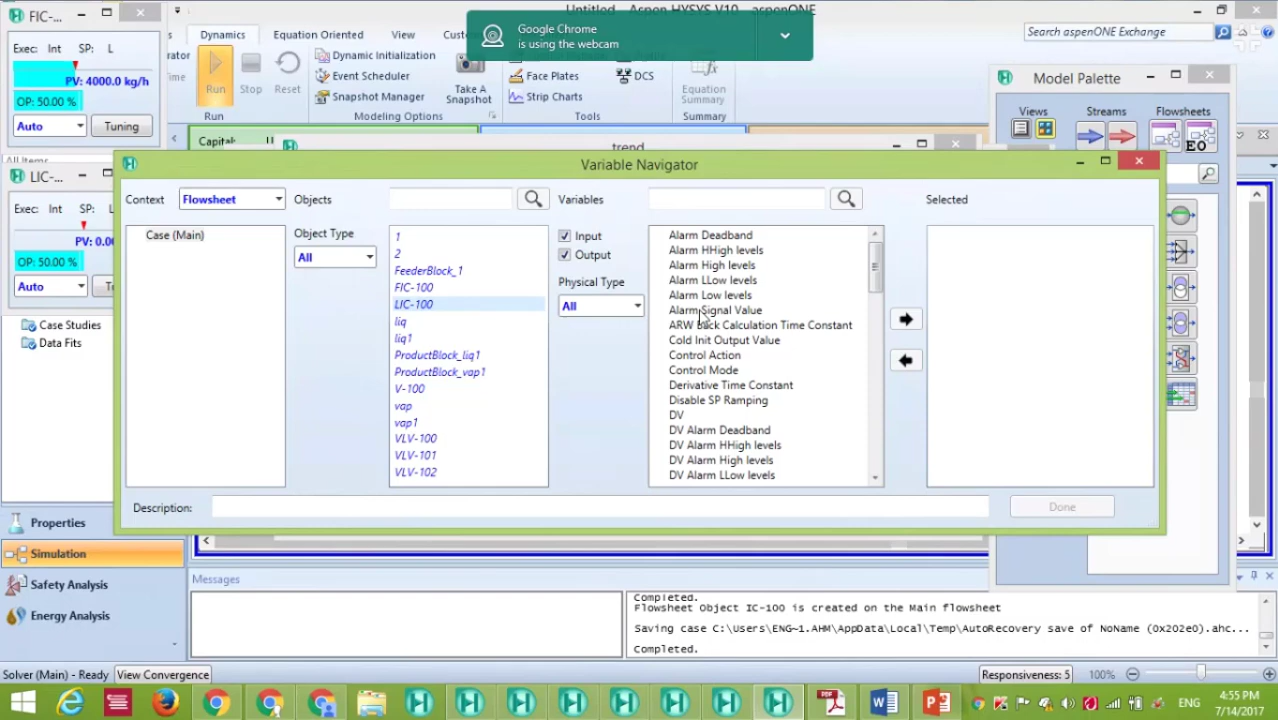 FIC-...
Untitled - Aspen HYSYS V10 - aspenONE
Google Chrome
is using the webcam
Exec: Int SP: L
PV: 4000.0 kg/h
OP: 50.00 %
Auto
Tuning
Dynamics
Equation Oriented
View
Search aspenONE Exchange
Run
Stop
Reset
Run
Dynamic Initialization
Event Scheduler
Snapshot Manager
Modeling Options
Take A
Snapshot
Face Plates
DCS
Strip Charts
Tools
Equation
Summary
Summary
Model Palette
Views
Streams
Flowsheets
EO
Capital:
trend
All Items
LIC-...
Exec: Int SP:
PV: 0.0
OP: 50.00 %
Auto
Variable Navigator
Context
Flowsheet
Objects
Variables
Selected
Case (Main)
Object Type
All
1
2
FeederBlock_1
FIC-100
LIC-100
liq
liq1
ProductBlock_liq1
ProductBlock_vap1
V-100
vap
vap1
VLV-100
VLV-101
VLV-102
Input
Output
Physical Type
All
Alarm Deadband
Alarm HHigh levels
Alarm High levels
Alarm LLow levels
Alarm Low levels
Alarm Signal Value
ARW Back Calculation Time Constant
Cold Init Output Value
Control Action
Control Mode
Derivative Time Constant
Disable SP Ramping
DV
DV Alarm Deadband
DV Alarm HHigh levels
DV Alarm High levels
DV Alarm LLow levels
Description:
Done
Case Studies
Data Fits
Properties
Simulation
Safety Analysis
Energy Analysis
Messages
Completed.
Flowsheet Object IC-100 is created on the Main flowsheet
Saving case C:\Users\ENG~1.AHM\AppData\Local\Temp\AutoRecovery save of NoName (0x202e0).ahc...
Completed.
Solver (Main) - Ready
View Convergence
Responsiveness: 5
100%
ENG
4:55 PM
7/14/2017